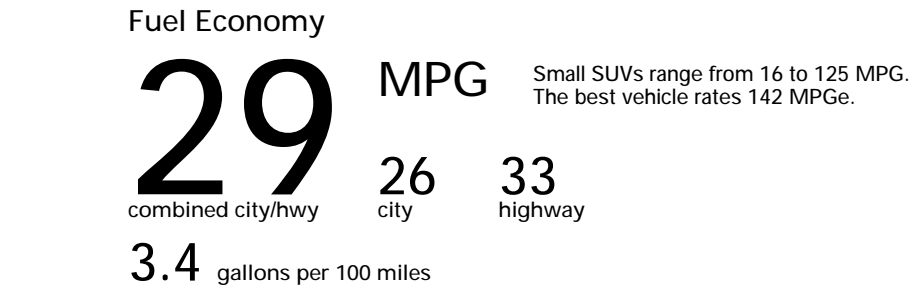 Fuel Economy
29 MPG
Small SUVs range from 16 to 125 MPG.
The best vehicle rates 142 MPGe.
combined city/hwy
26 city
33 highway
3.4 gallons per 100 miles